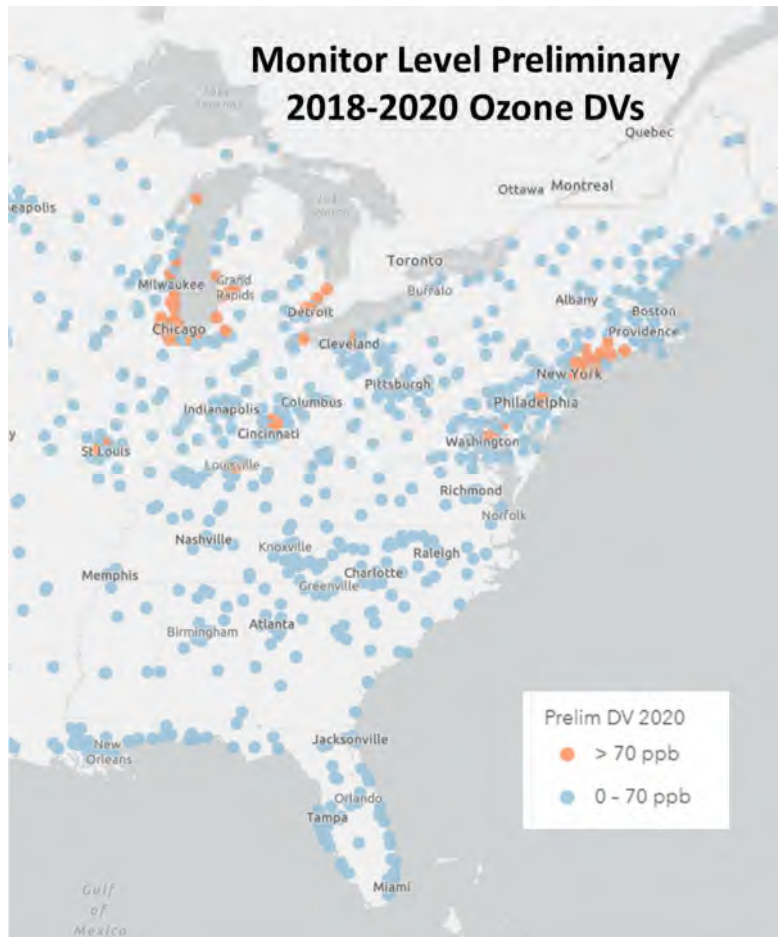 Monitor Level Preliminary
2018-2020 Ozone DVs
Quebec
Ottawa Montreal
eapolis
Toronto
Milwaukee
Grand
Rapids
Buffalo
Albany
Boston
Detroit
Providence
Chicago
Cleveland
New York
Pittsburgh
Philadelphia
Indianapolis
Columbus
Cincinnati
Washington
y
St Louis
Louisville
Richmond
Norfolk
Nashville
Knoxville
Raleigh
Memphis
Charlotte
Greenville
Birmingham
Atlanta
Prelim DV 2020
> 70 ppb
0 - 70 ppb
New
Orleans
Jacksonville
Orlando
Tampa
Miami
Gulf
of
Mexico